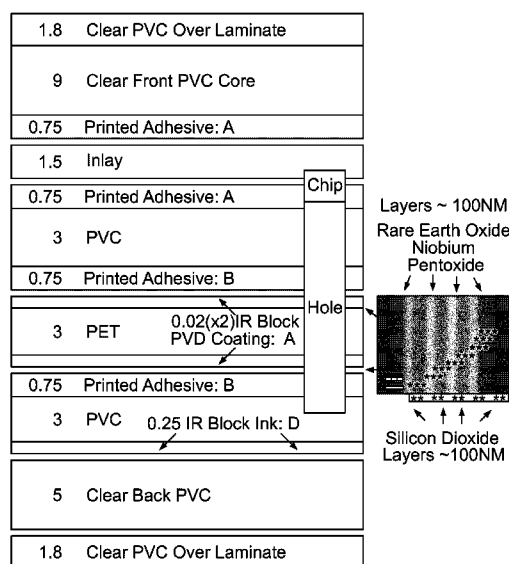 1.8 Clear PVC Over Laminate
9 Clear Front PVC Core
0.75 Printed Adhesive: A
1.5 Inlay
Chip
0.75 Printed Adhesive: A
3 PVC
0.75 Printed Adhesive: B
Hole
3 PET
0.02(x2)IR Block
PVD Coating: A
0.75 Printed Adhesive: B
3 PVC
0.25 IR Block Ink: D
5 Clear Back PVC
1.8 Clear PVC Over Laminate
Layers ~ 100NM
Rare Earth Oxide
Niobium
Pentoxide
Silicon Dioxide
Layers ~100NM